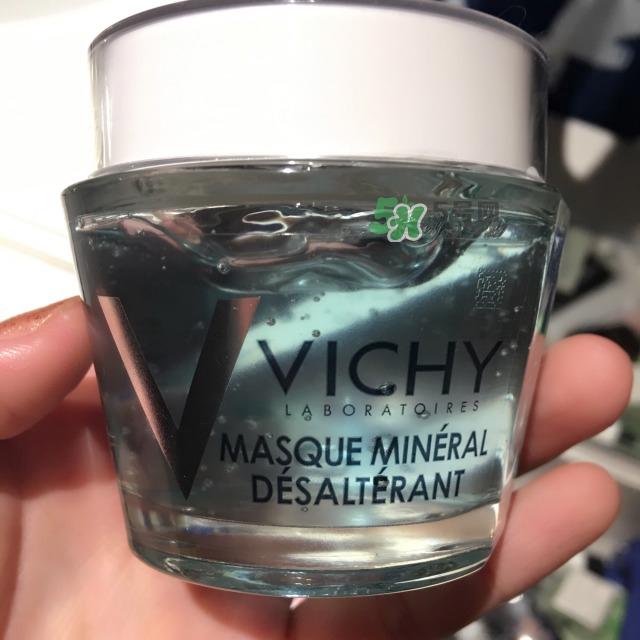 VICHY
LABORATOIRES
MASQUE MINÉRAL
DÉSALTÉRANT